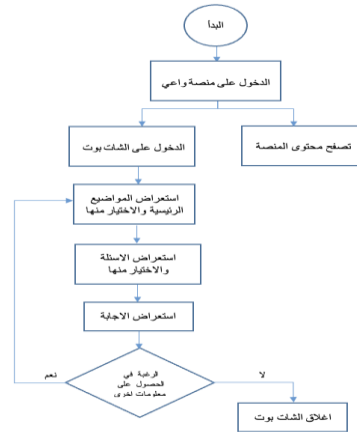 البدأ
الدخول على منصة واعي
الدخول على الشات بوت
تصفح محتوى المنصة
استعراض المواضيع
الرئيسية والاختيار منها
استعراض الاسئلة
والاختيار منها
استعراض الاجابة
الرغبة في
الحصول على
معلومات اخرى
نعم
لا
اغلاق الشات بوت